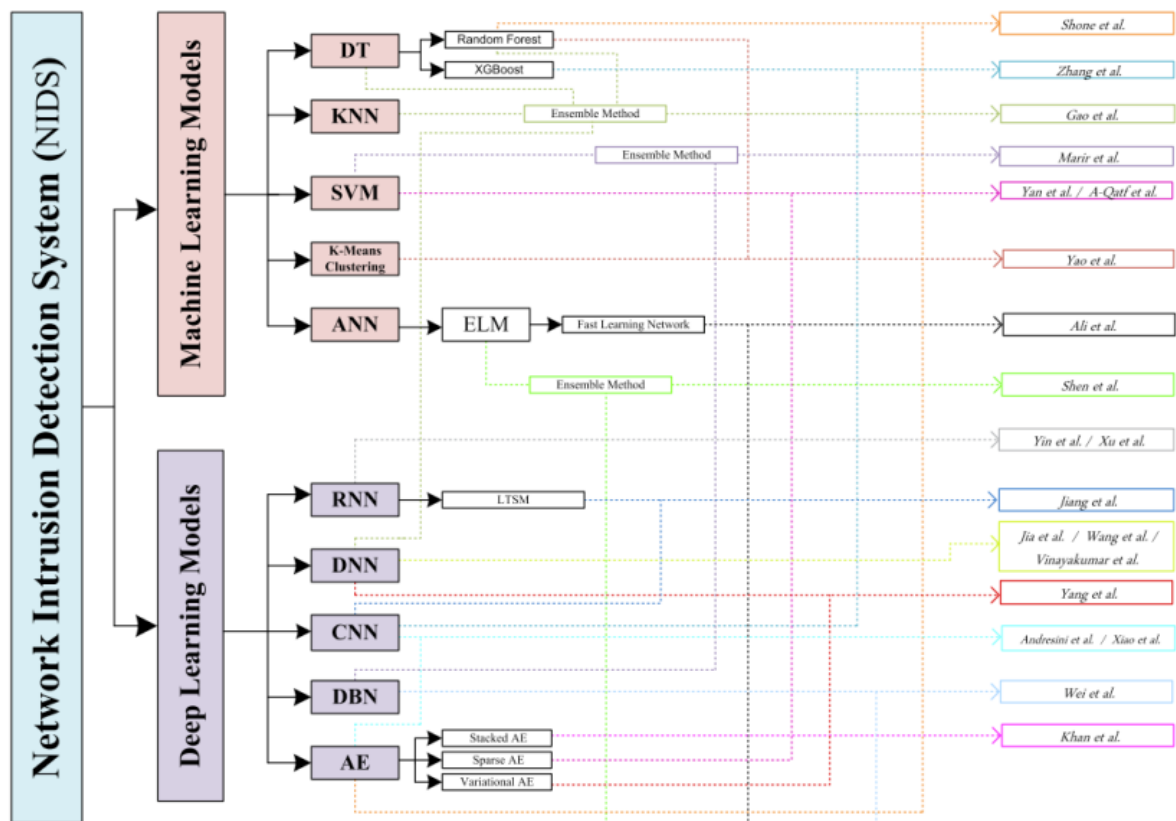 Network Intrusion Detection System (NIDS)
Machine Learning Models
DT
Random Forest
XGBoost
KNN
Ensemble Method
Ensemble Method
SVM
K-Means
Clustering
ANN
ELM
Fast Learning Network
Ensemble Method
Deep Learning Models
RNN
LTSM
DNN
CNN
DBN
AE
Stacked AE
Sparse AE
Variational AE
Shone et al.
Zhang et al.
Gao et al.
Marir et al.
Yan et al. / A-Qatf et al.
Yao et al.
Ali et al.
Shen et al.
Yin et al. / Xu et al.
Jiang et al.
Jia et al. / Wang et al. /
Vinayakumar et al.
Yang et al.
Andresini et al. / Xiao et al.
Wei et al.
Khan et al.